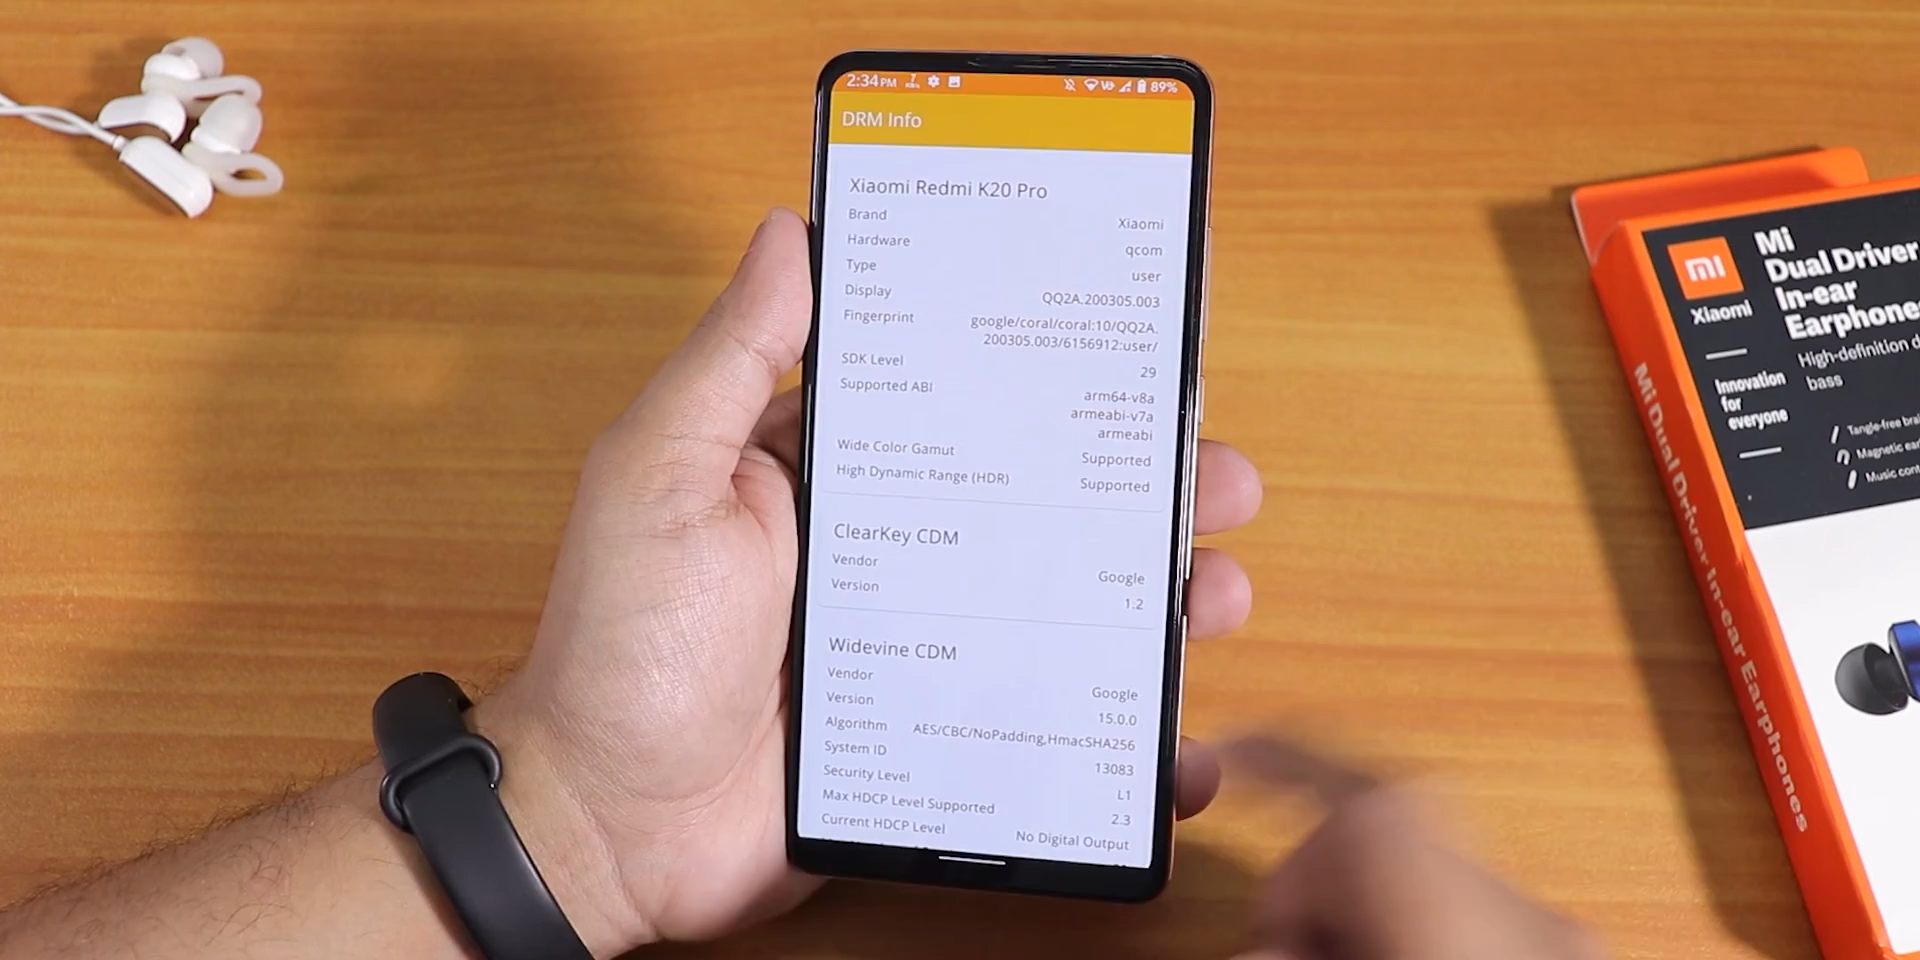 2:34 PM 89%
DRM Info
Xiaomi Redmi K20 Pro
Brand Xiaomi
Hardware qcom
Type user
Display QQ2A.200305.003
Fingerprint google/coral/coral:10/QQ2A.
200305.003/6156912:user/
SDK Level 29
Supported ABI arm64-v8a
armeabi-v7a
armeabi
Wide Color Gamut Supported
High Dynamic Range (HDR) Supported
ClearKey CDM
Vendor Google
Version 1.2
Widevine CDM
Vendor Google
Version 15.0.0
Algorithm AES/CBC/NoPadding,HmacSHA256
System ID 13083
Security Level L1
Max HDCP Level Supported 2.3
Current HDCP Level No Digital Output
mi
Xiaomi
Innovation
for
everyone
Mi
Dual Driver
In-ear
Earphone
High-definition
bass
Tangle-free
Magnetic
Music
Mi Dual Driver In-ear Earphones